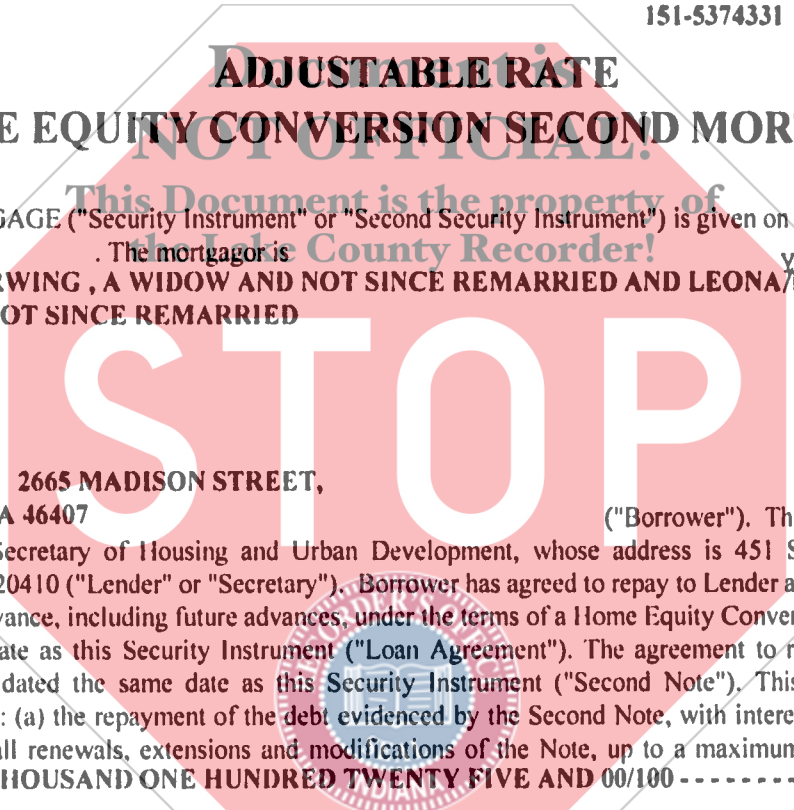 151-5374331
Document is
ADJUSTABLE RATE
E EQUITY CONVERSION SECOND MOR
NOT OFFICIAL!
This Document is the property of
GAGE ("Security Instrument" or "Second Security Instrument") is given on
the Lake County Recorder!
. The mortgagor is
RWING , A WIDOW AND NOT SINCE REMARRIED AND LEONA
OT SINCE REMARRIED
STOP
2665 MADISON STREET,
A 46407 ("Borrower"). Th
Secretary of Housing and Urban Development, whose address is 451 S
20410 ("Lender" or "Secretary"). Borrower has agreed to repay to Lender a
vance, including future advances, under the terms of a Home Equity Conver
ate as this Security Instrument ("Loan Agreement"). The agreement to r
dated the same date as this Security Instrument ("Second Note"). This
: (a) the repayment of the debt evidenced by the Second Note, with intere
all renewals, extensions and modifications of the Note, up to a maximum
HOUSAND ONE HUNDRED TWENTY FIVE AND 00/100 - - - - - - - -
INDIANA